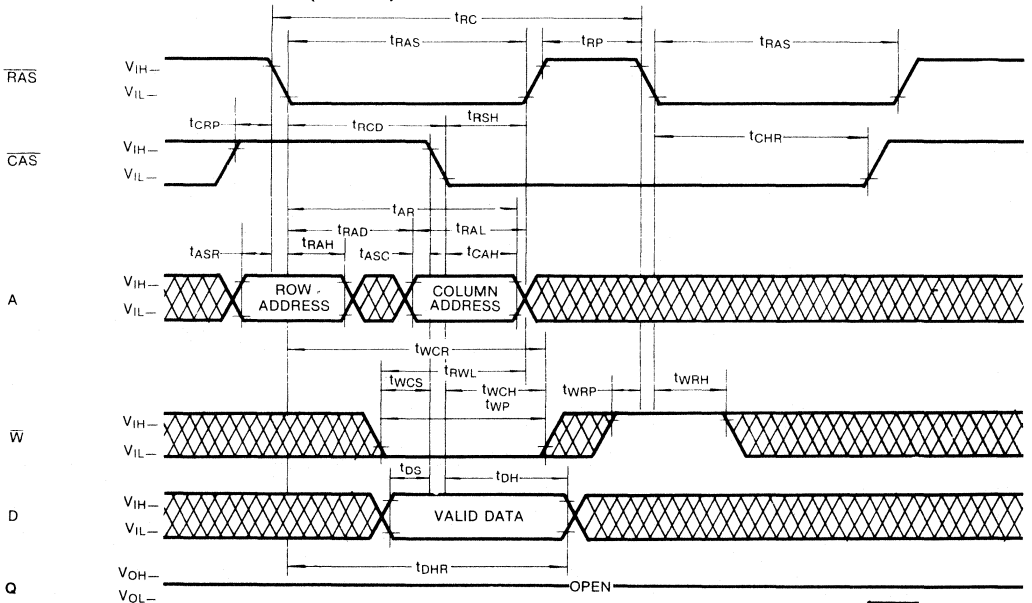 tRC
tRAS tRP tRAS
RAS VIH
VIL
tCRP tRCD tRSH tCHR
CAS VIH
VIL
tAR
tRAD tRAL
tASR tRAH tASC tCAH
A VIH
VIL
ROW
ADDRESS
COLUMN
ADDRESS
tWCR
tRWL
tWCS tWCH tWRP tWRH
tWP
W VIH
VIL
tDS tDH
D VIH
VIL
VALID DATA
tDHR
Q VOH
VOL
OPEN